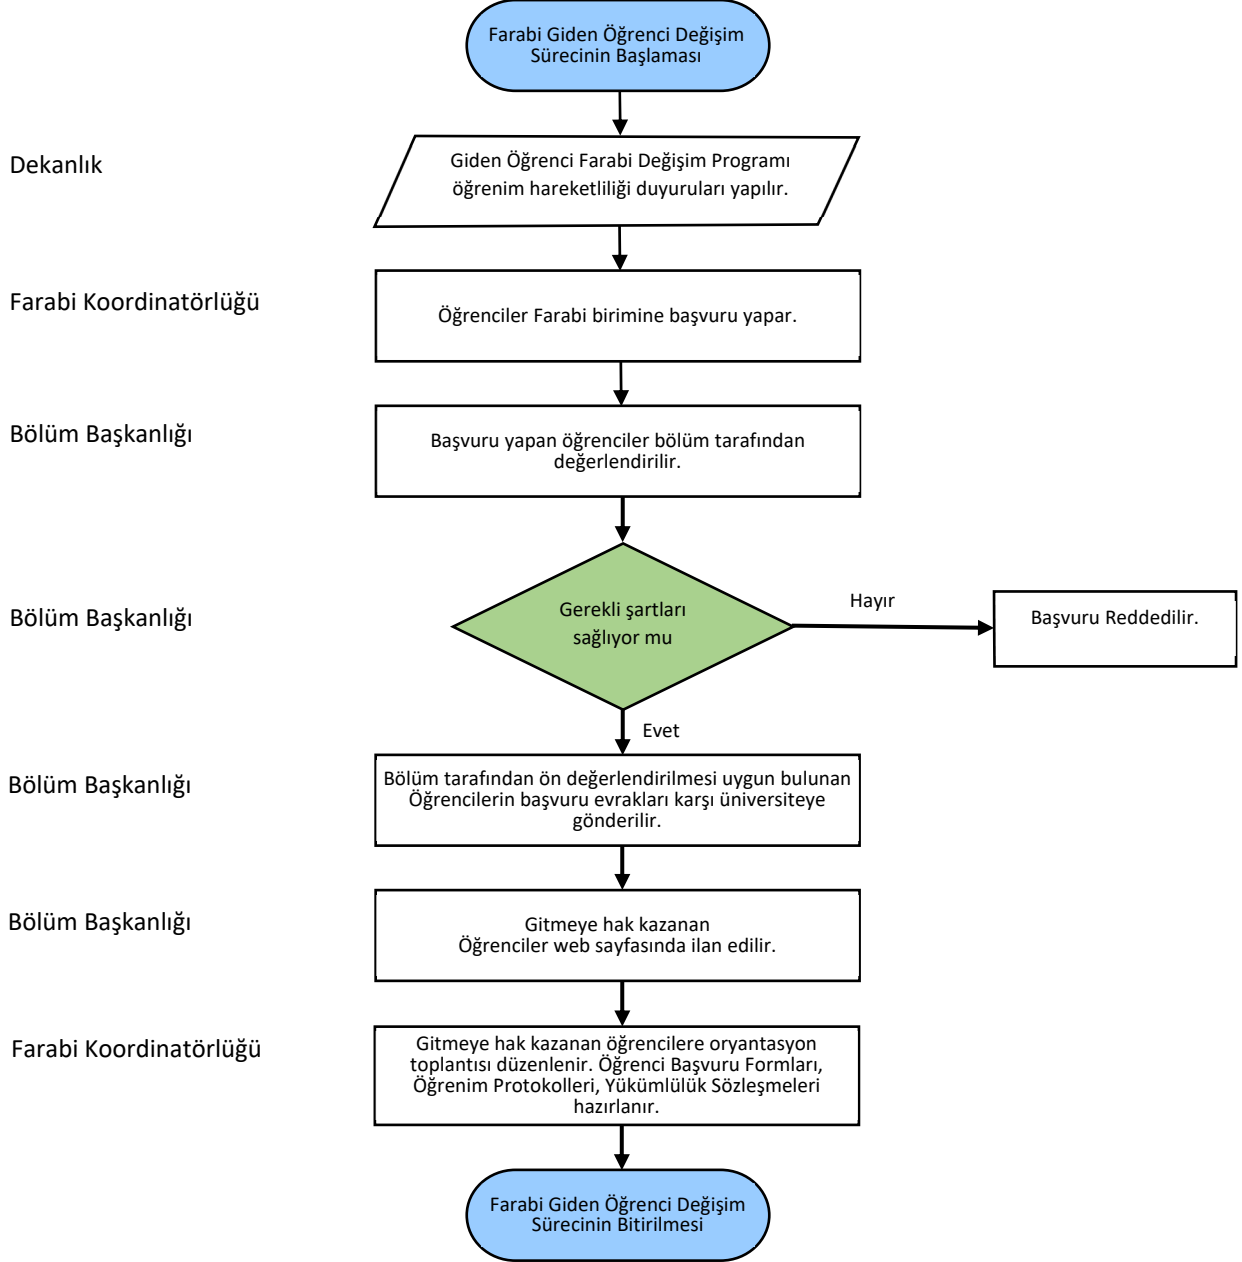 Farabi Giden Öğrenci Değişim
Sürecinin Başlaması
Dekanlık
Giden Öğrenci Farabi Değişim Programı
öğrenim hareketliliği duyuruları yapılır.
Farabi Koordinatörlüğü
Öğrenciler Farabi birimine başvuru yapar.
Bölüm Başkanlığı
Başvuru yapan öğrenciler bölüm tarafından
değerlendirilir.
Bölüm Başkanlığı
Gerekli şartları
sağlıyor mu
Hayır
Başvuru Reddedilir.
Evet
Bölüm Başkanlığı
Bölüm tarafından ön değerlendirilmesi uygun bulunan
Öğrencilerin başvuru evrakları karşı üniversiteye
gönderilir.
Bölüm Başkanlığı
Gitmeye hak kazanan
Öğrenciler web sayfasında ilan edilir.
Farabi Koordinatörlüğü
Gitmeye hak kazanan öğrencilere oryantasyon
toplantısı düzenlenir. Öğrenci Başvuru Formları,
Öğrenim Protokolleri, Yükümlülük Sözleşmeleri
hazırlanır.
Farabi Giden Öğrenci Değişim
Sürecinin Bitirilmesi